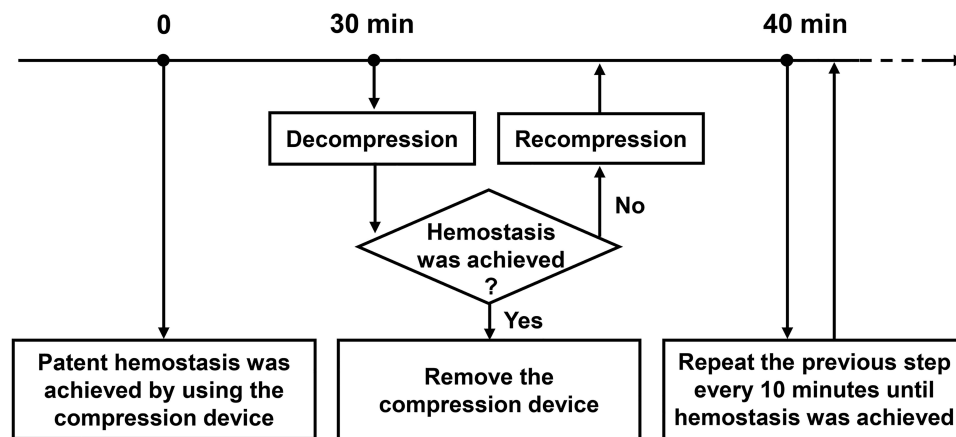 0
30 min
40 min
Decompression
Recompression
No
Hemostasis
was achieved
?
Yes
Patent hemostasis was
achieved by using the
compression device
Remove the
compression device
Repeat the previous step
every 10 minutes until
hemostasis was achieved